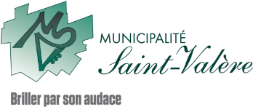 MUNICIPALITÉ
Saint-Valère
Briller par son audace